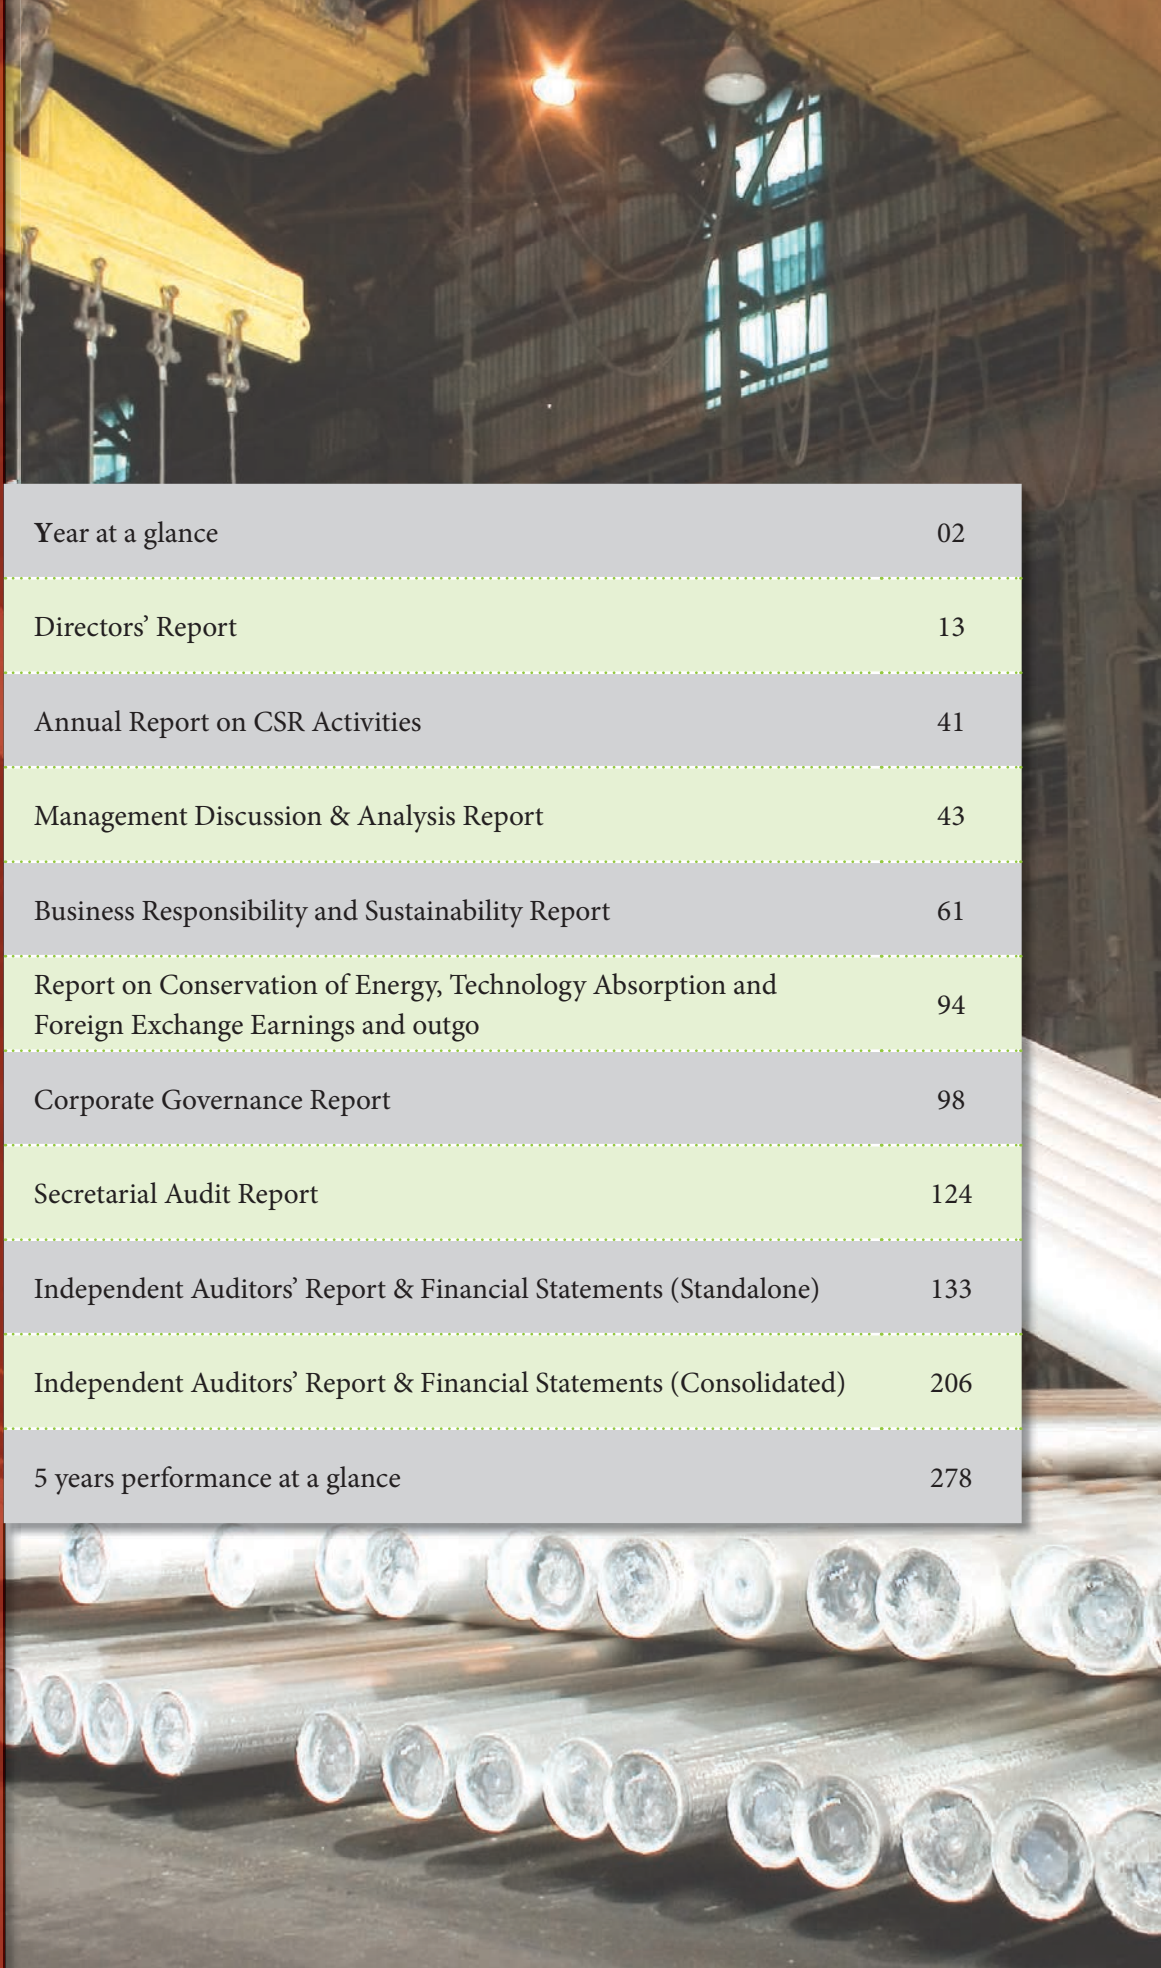 Year at a glance 02
Directors’ Report 13
Annual Report on CSR Activities 41
Management Discussion & Analysis Report 43
Business Responsibility and Sustainability Report 61
Report on Conservation of Energy, Technology Absorption and
Foreign Exchange Earnings and outgo 94
Corporate Governance Report 98
Secretarial Audit Report 124
Independent Auditors’ Report & Financial Statements (Standalone) 133
Independent Auditors’ Report & Financial Statements (Consolidated) 206
5 years performance at a glance 278